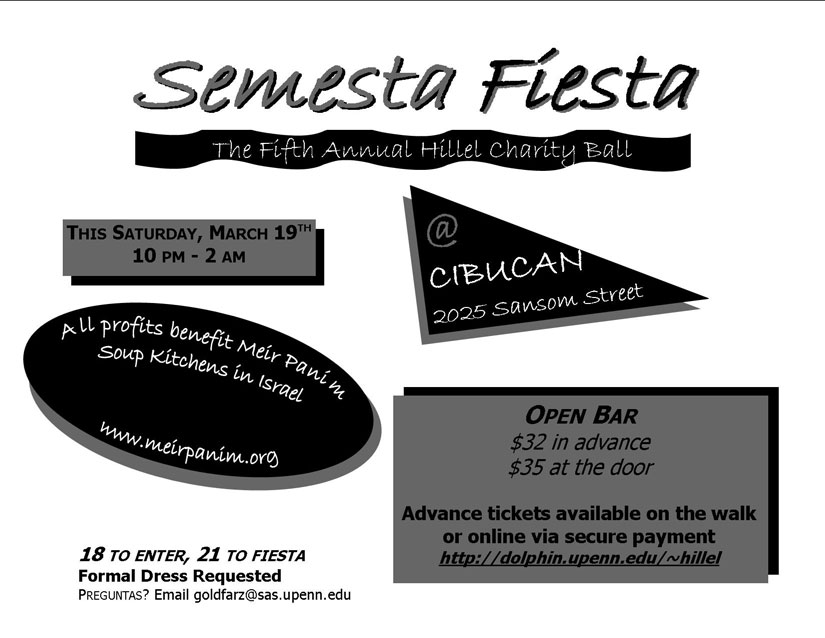 Semesta Fiesta
The Fifth Annual Hillel Charity Ball
THIS SATURDAY, MARCH 19TH
10 PM - 2 AM
@
CIBUCAN
2025 Sansom Street
All profits benefit Meir Panim
Soup Kitchens in Israel
www.meirpanim.org
OPEN BAR
$32 in advance
$35 at the door
Advance tickets available on the walk
or online via secure payment
http://dolphin.upenn.edu/~hillel
18 TO ENTER, 21 TO FIESTA
Formal Dress Requested
PREGUNTAS? Email goldfarz@sas.upenn.edu